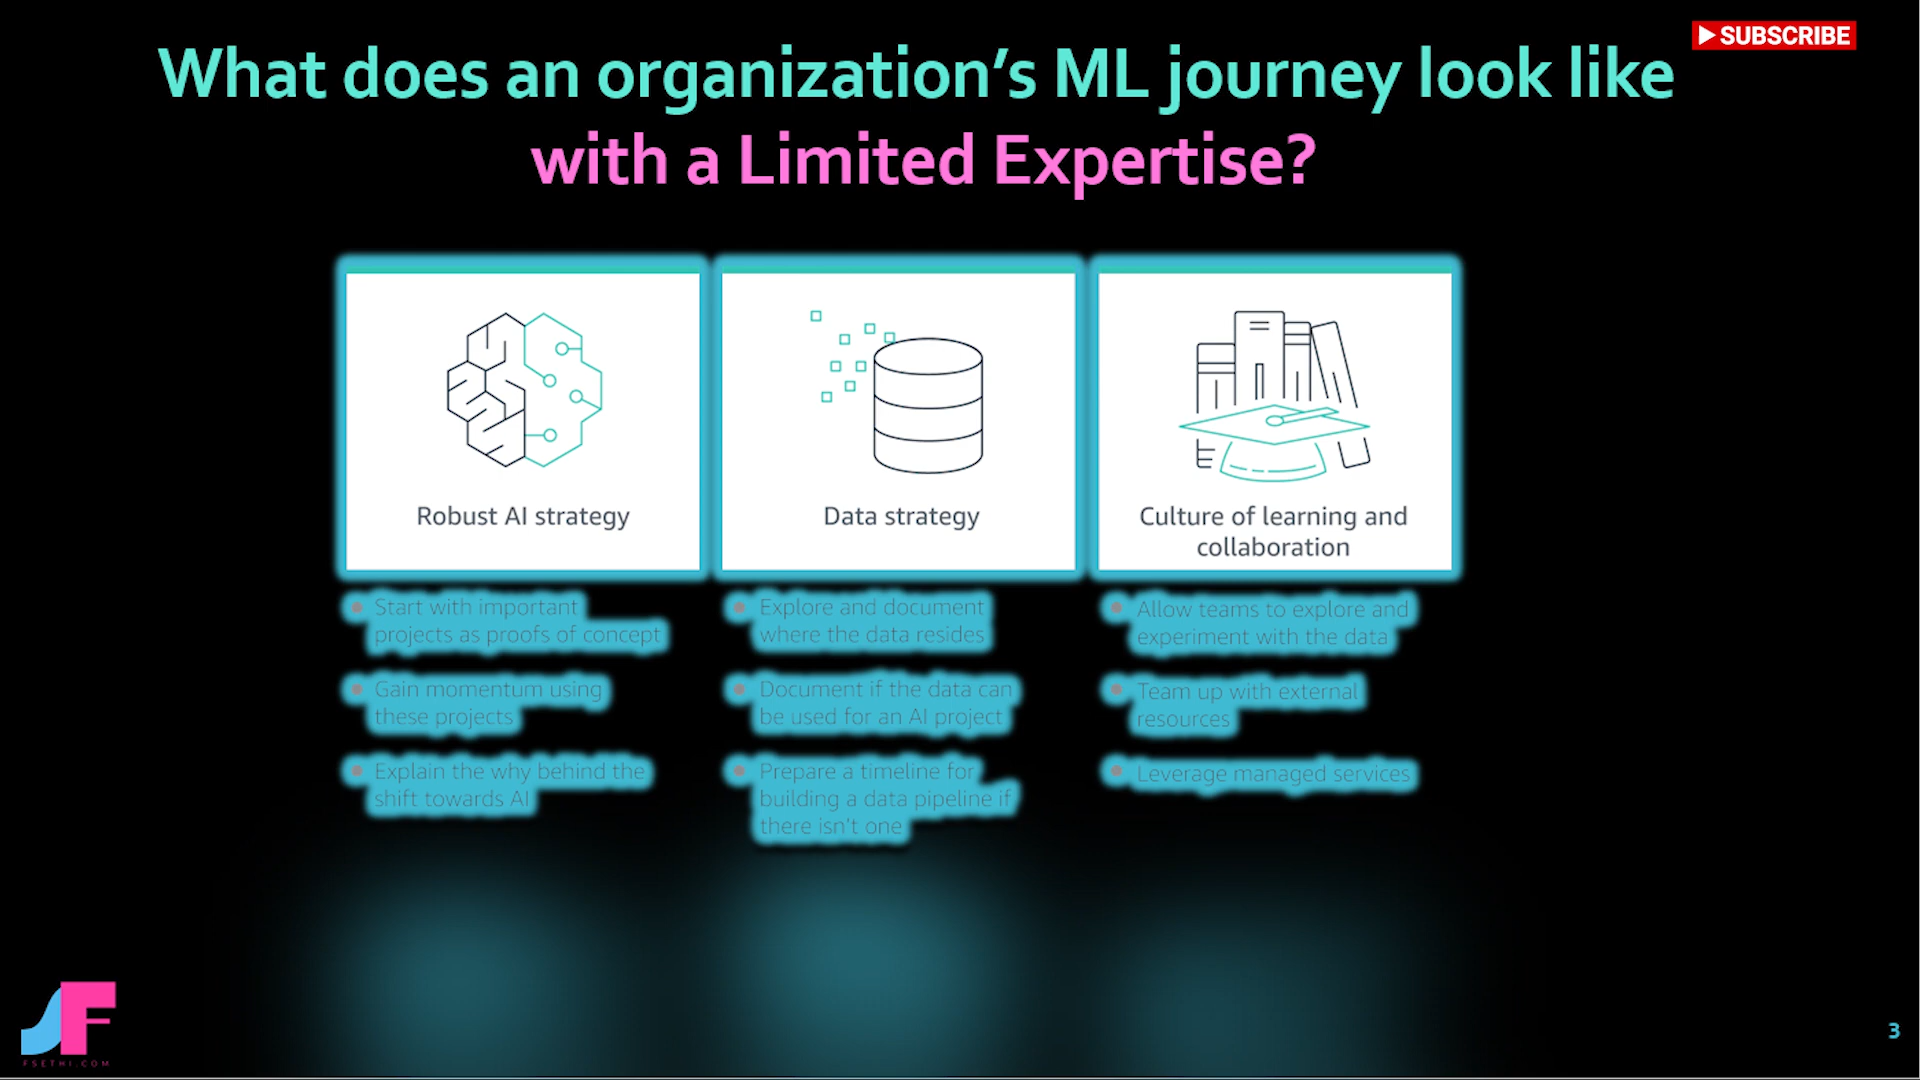 SUBSCRIBE
What does an organization's ML journey look like
with a Limited Expertise?
Robust AI strategy
Data strategy
Culture of learning and
collaboration
Start with important
projects as proofs of concept
Gain momentum using
these projects
Explain the why behind the
shift towards AI
Explore and document
where the data resides
Document if the data can
be used for an AI project
Prepare a timeline for
building a data pipeline if
there isn't one
Allow teams to explore and
experiment with the data
Team up with external
resources
Leverage managed services
SF
FSETHI.COM
3